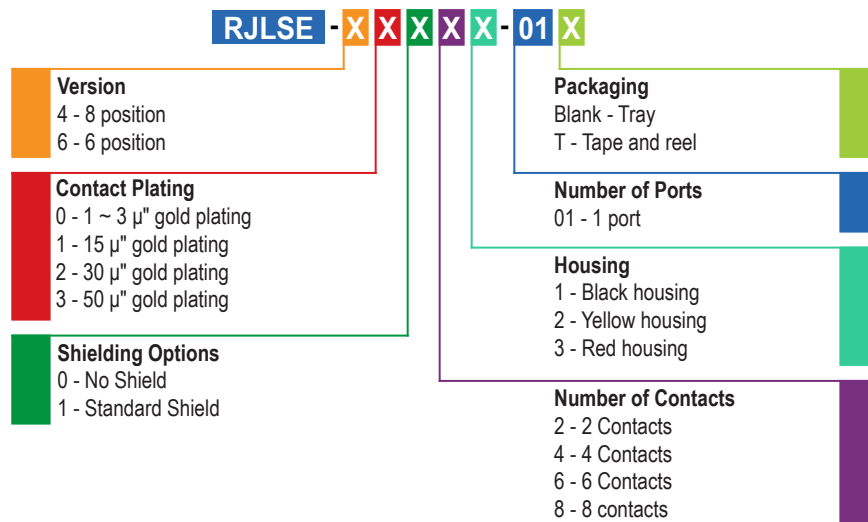 RJLSE - X X X X X - 01 X
Version
4 - 8 position
6 - 6 position
Contact Plating
0 - 1 ~ 3 µ" gold plating
1 - 15 µ" gold plating
2 - 30 µ" gold plating
3 - 50 µ" gold plating
Shielding Options
0 - No Shield
1 - Standard Shield
Packaging
Blank - Tray
T - Tape and reel
Number of Ports
01 - 1 port
Housing
1 - Black housing
2 - Yellow housing
3 - Red housing
Number of Contacts
2 - 2 Contacts
4 - 4 Contacts
6 - 6 Contacts
8 - 8 contacts